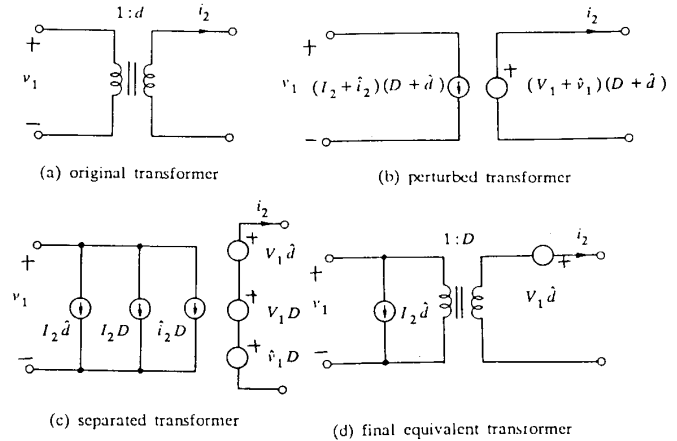 1:d
i₂
+
v₁
−
(a) original transformer
i₂
+
v₁ (I₂+î₂)(D+d̂)
+
(V₁+v̂₁)(D+d̂)
−
(b) perturbed transformer
+
v₁
−
I₂d̂ I₂D î₂D
i₂
+ V₁d̂
+ V₁D
+ v̂₁D
(c) separated transformer
1:D
i₂
+
v₁
−
I₂d̂
+
V₁d̂
(d) final equivalent transformer